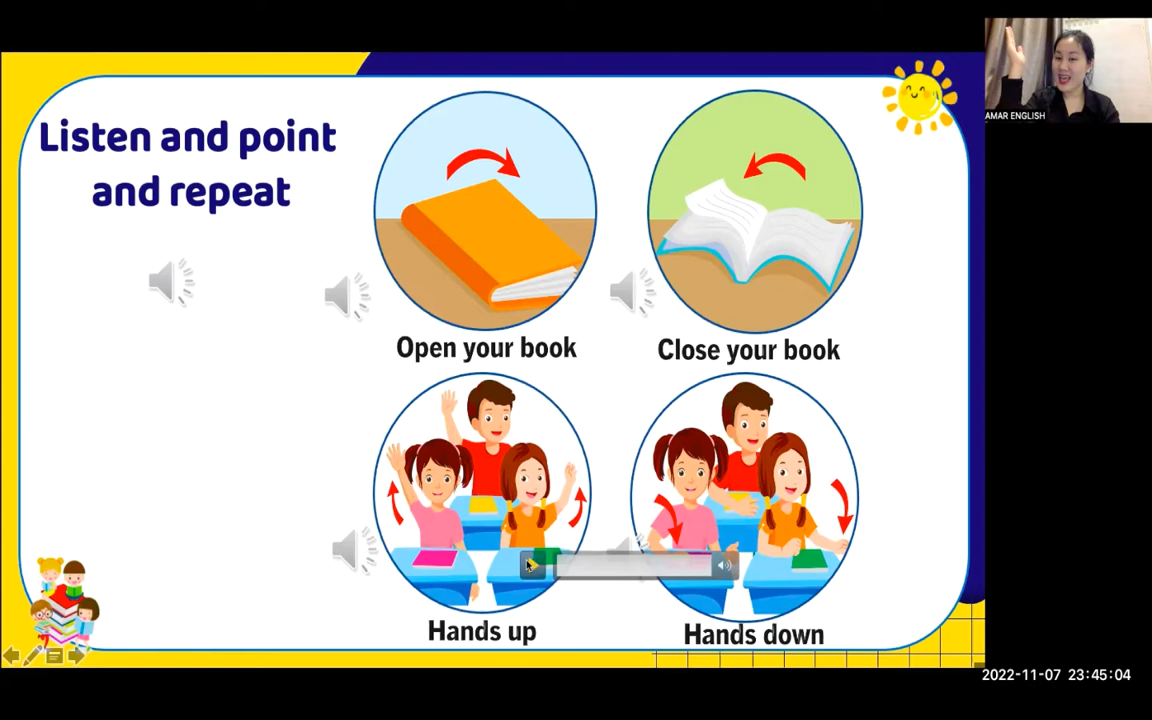 AMAR ENGLISH
Listen and point
and repeat
Open your book
Close your book
Hands up
Hands down
2022-11-07 23:45:04